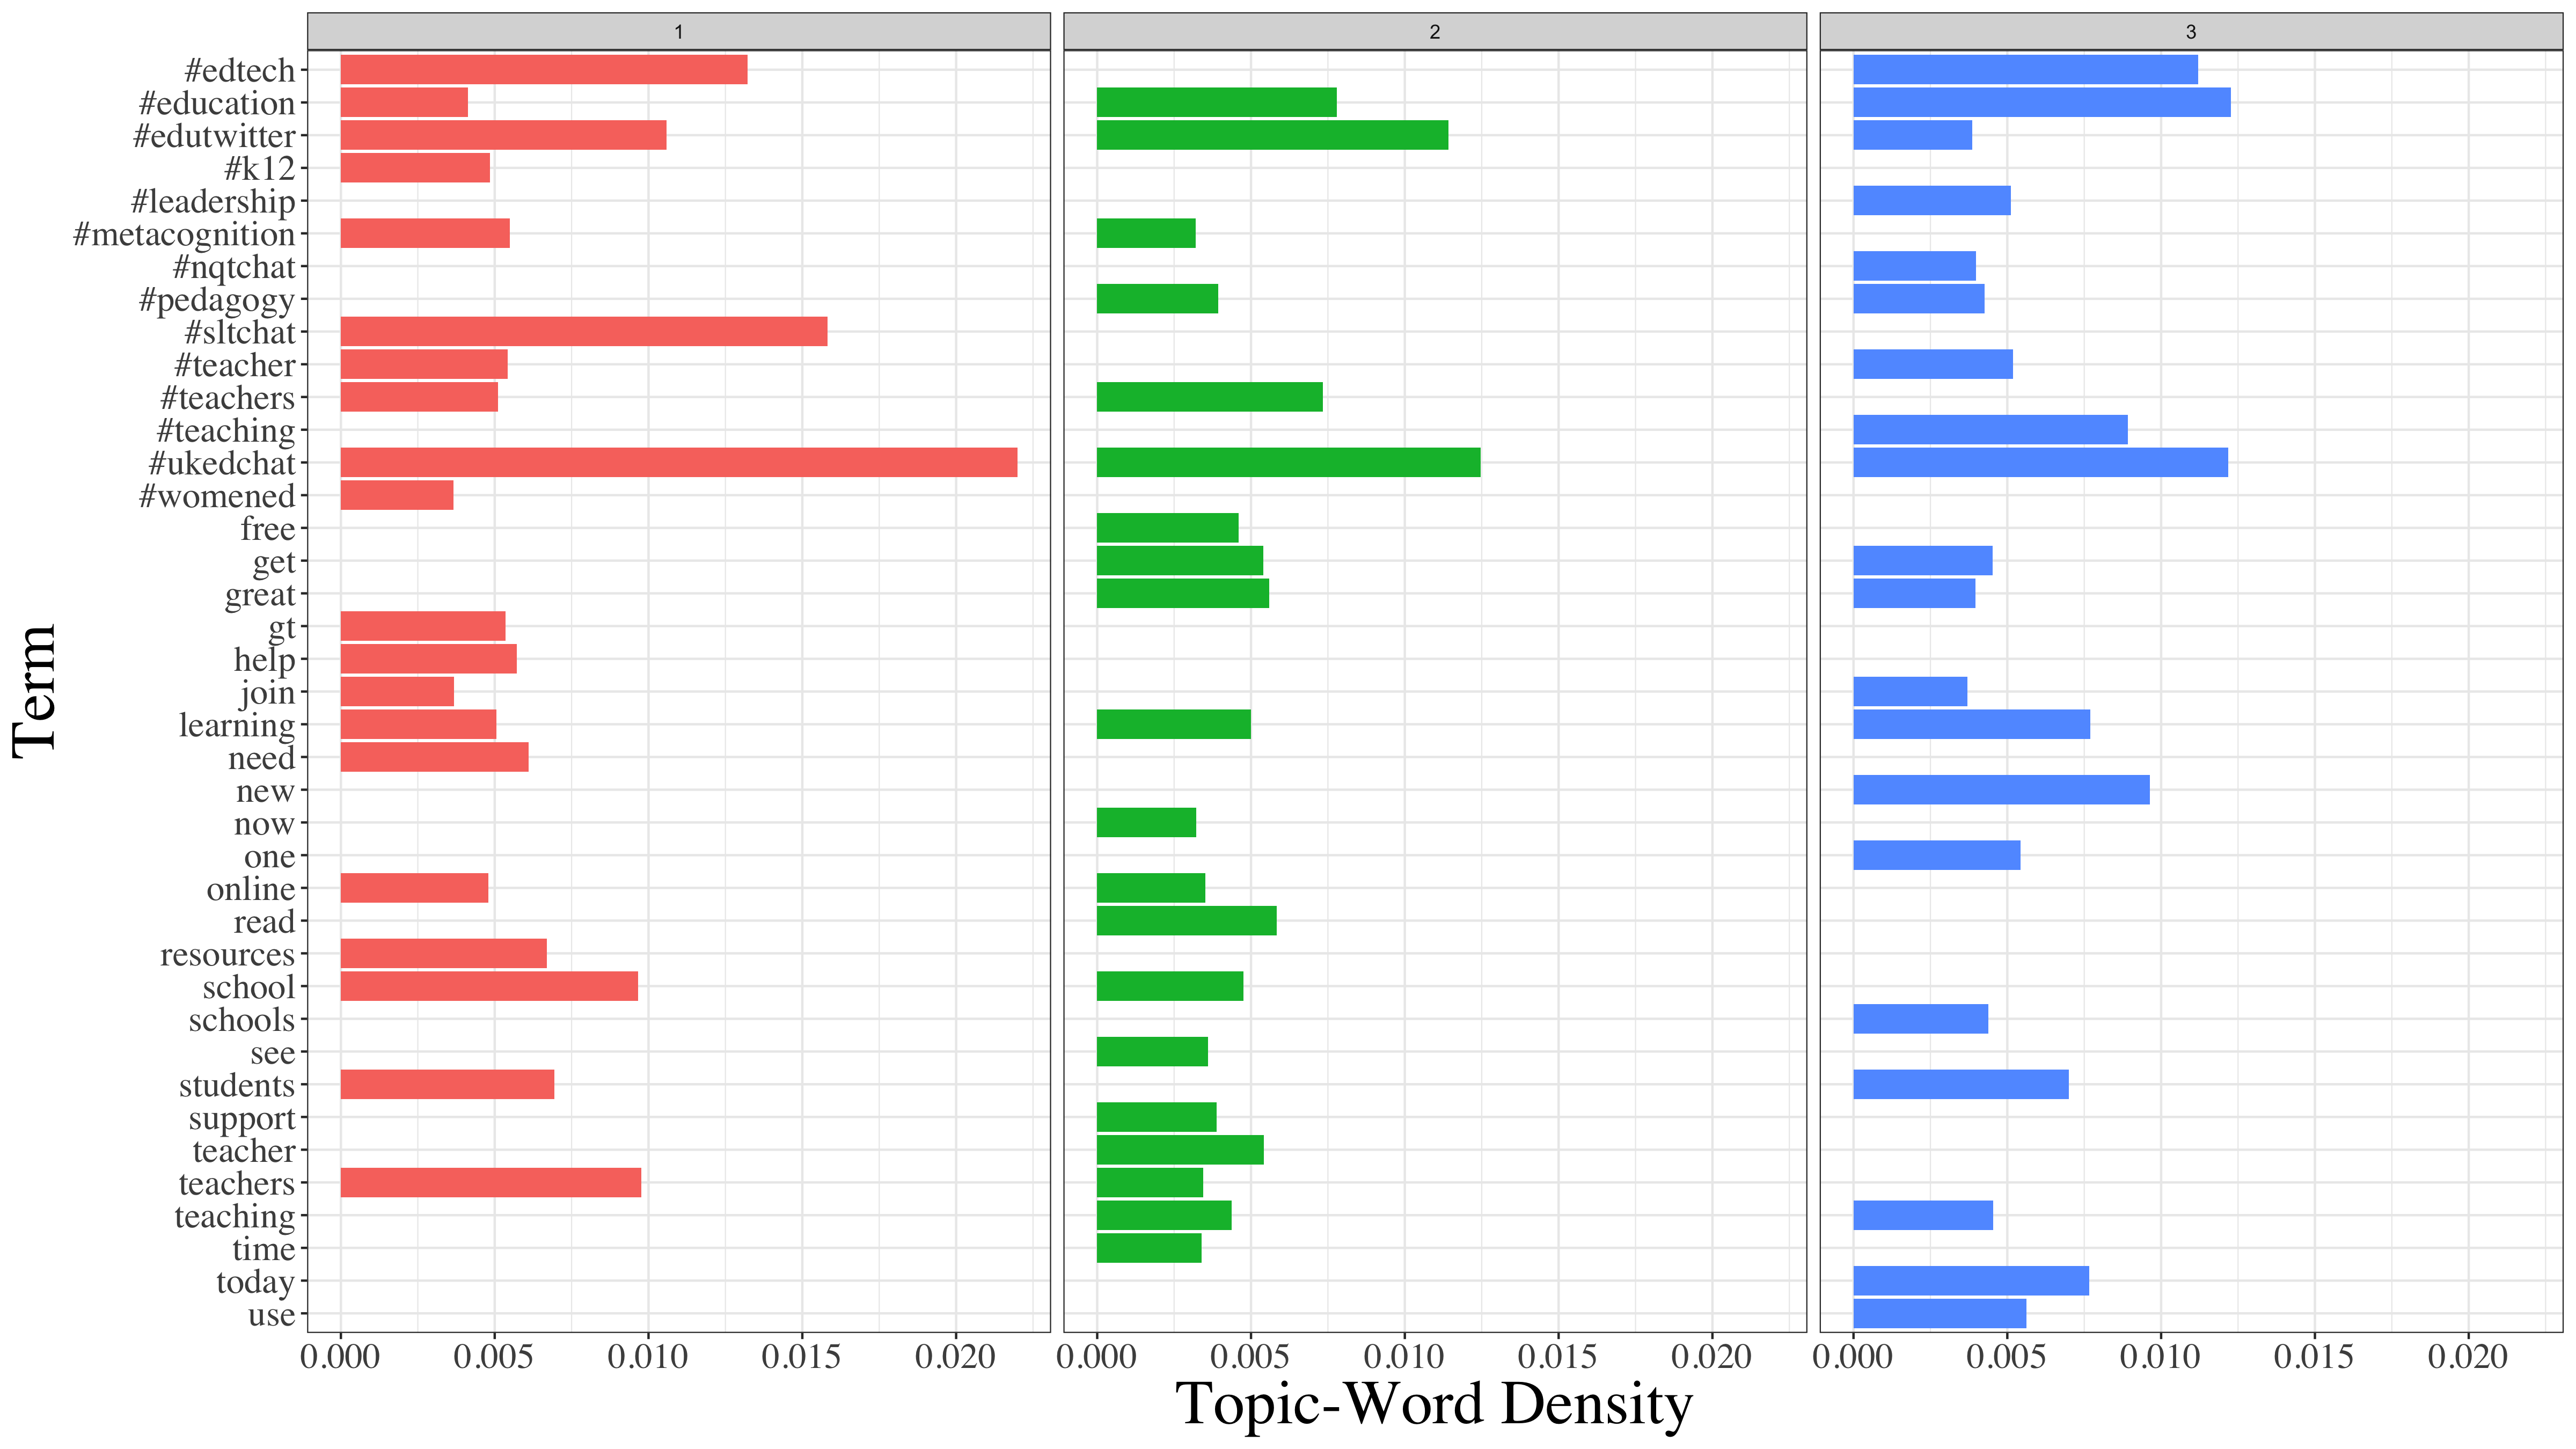 1 2 3
#edtech
#education
#edutwitter
#k12
#leadership
#metacognition
#nqtchat
#pedagogy
#sltchat
#teacher
#teachers
#teaching
#ukedchat
#womened
free
get
great
gt
help
join
learning
need
new
now
one
online
read
resources
school
schools
see
students
support
teacher
teachers
teaching
time
today
use
Term
0.000 0.005 0.010 0.015 0.020 0.000 0.005 0.010 0.015 0.020 0.000 0.005 0.010 0.015 0.020
Topic-Word Density